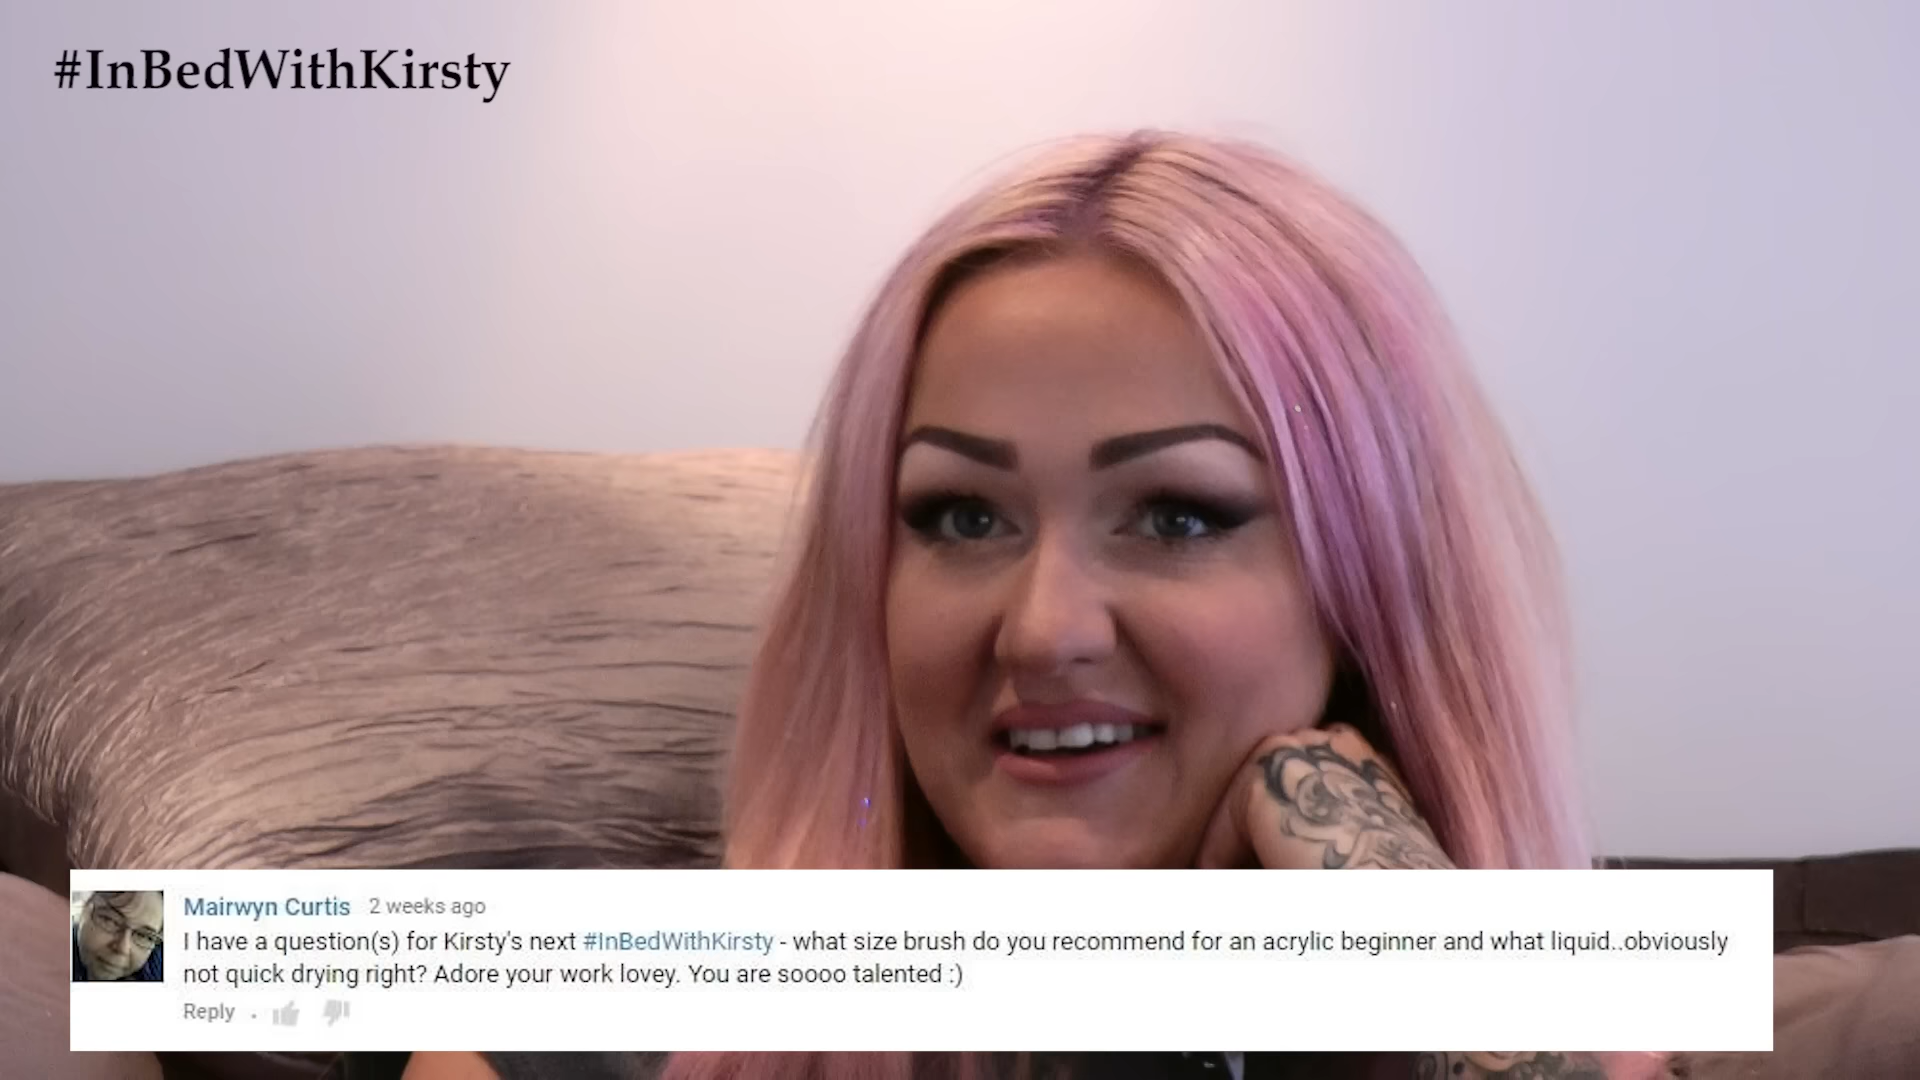 #InBedWithKirsty
Mairwyn Curtis 2 weeks ago
I have a question(s) for Kirsty's next #InBedWithKirsty - what size brush do you recommend for an acrylic beginner and what liquid..obviously
not quick drying right? Adore your work lovey. You are soooo talented :)
Reply .